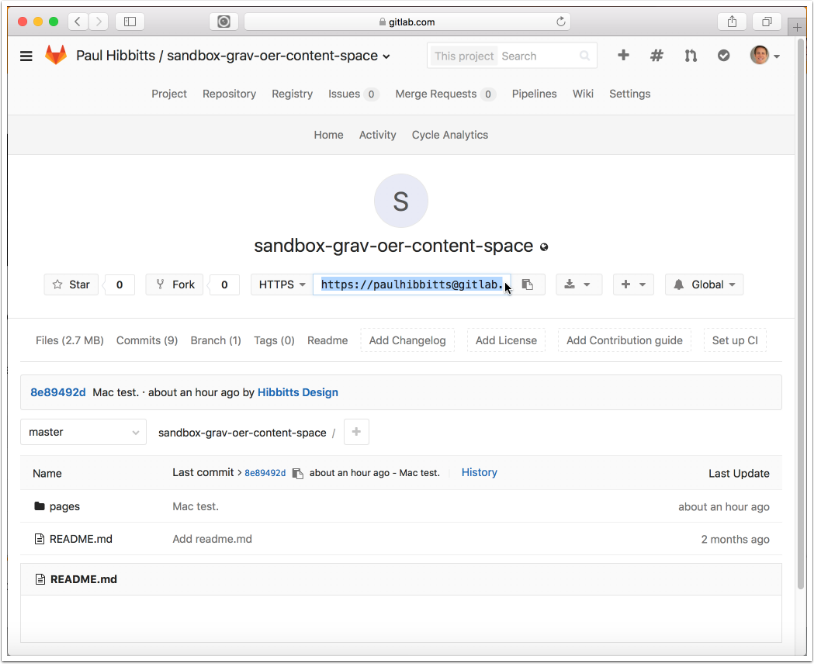 gitlab.com
Paul Hibbitts / sandbox-grav-oer-content-space
This project Search
Project Repository Registry Issues 0 Merge Requests 0 Pipelines Wiki Settings
Home Activity Cycle Analytics
S
sandbox-grav-oer-content-space
Star 0 Fork 0 HTTPS https://paulhibbitts@gitlab. Global
Files (2.7 MB) Commits (9) Branch (1) Tags (0) Readme Add Changelog Add License Add Contribution guide Set up CI
8e89492d Mac test. · about an hour ago by Hibbitts Design
master sandbox-grav-oer-content-space / +
Name Last commit > 8e89492d about an hour ago - Mac test. History Last Update
pages Mac test. about an hour ago
README.md Add readme.md 2 months ago
README.md